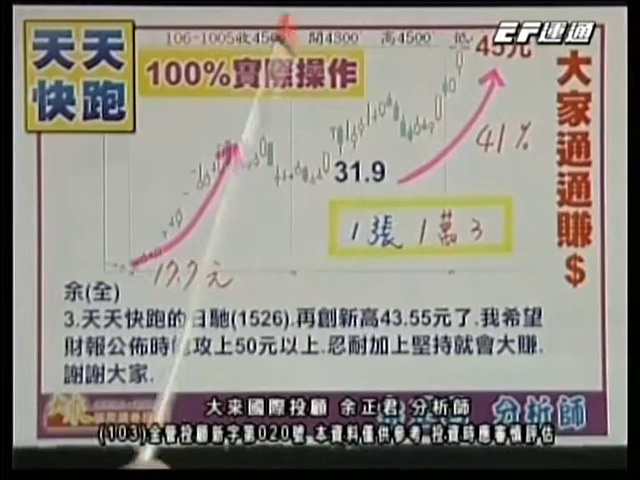 106-1005收450 開4300 高4500 低
EF運通
天天
快跑
100%實際操作
45元
大家通通賺$
41%
31.9
1張1萬3
17.7元
余(全)
3.天天快跑的日馳(1526).再創新高43.55元了.我希望
財報公佈時 攻上50元以上.忍耐加上堅持就會大賺.
謝謝大家.
分析師
大来國際投顧 余正君 分析師
(103)金管投顧新字第020號 本資料僅供參考 投資時應審慎評估